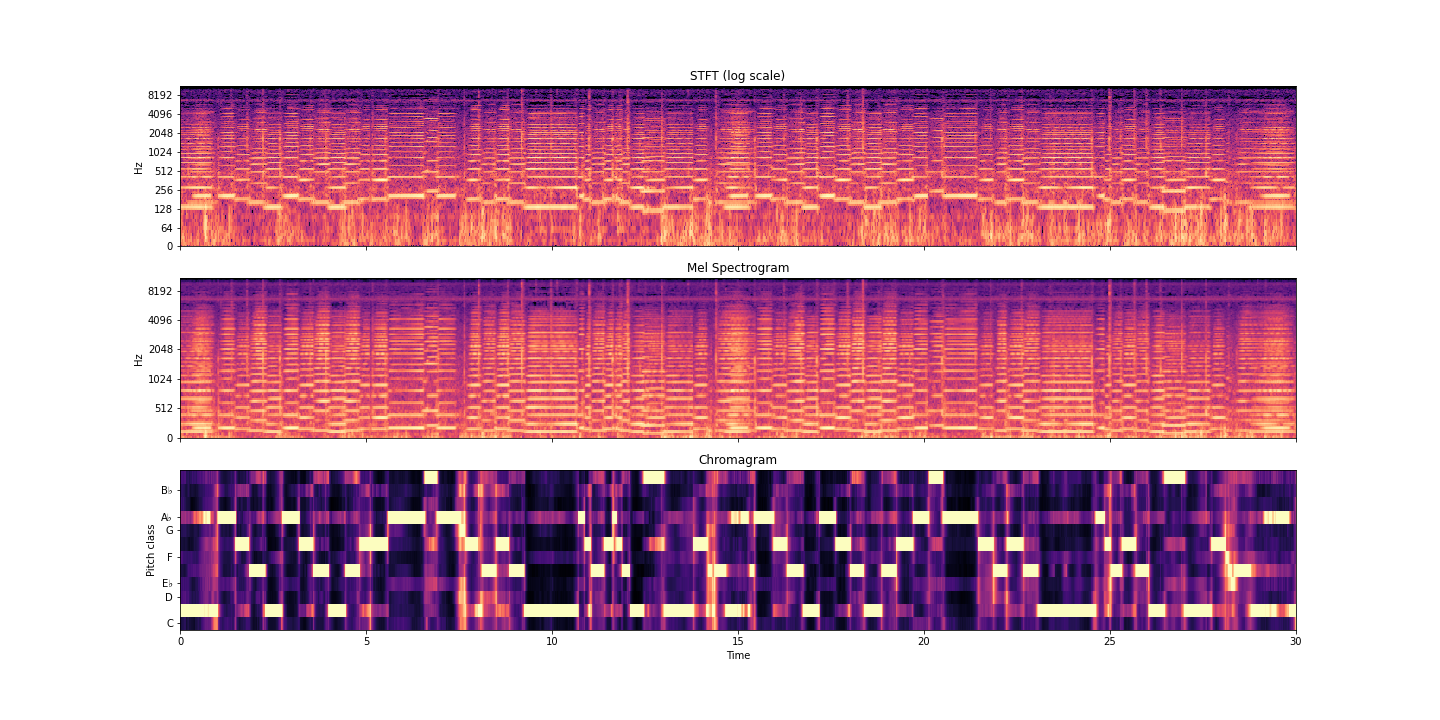 STFT (log scale)
8192
4096
2048
1024
512
256
128
64
0
Hz
Mel Spectrogram
8192
4096
2048
1024
512
0
Hz
Chromagram
B♭
A♭
G
F
E♭
D
C
Pitch class
0 5 10 15 20 25 30
Time